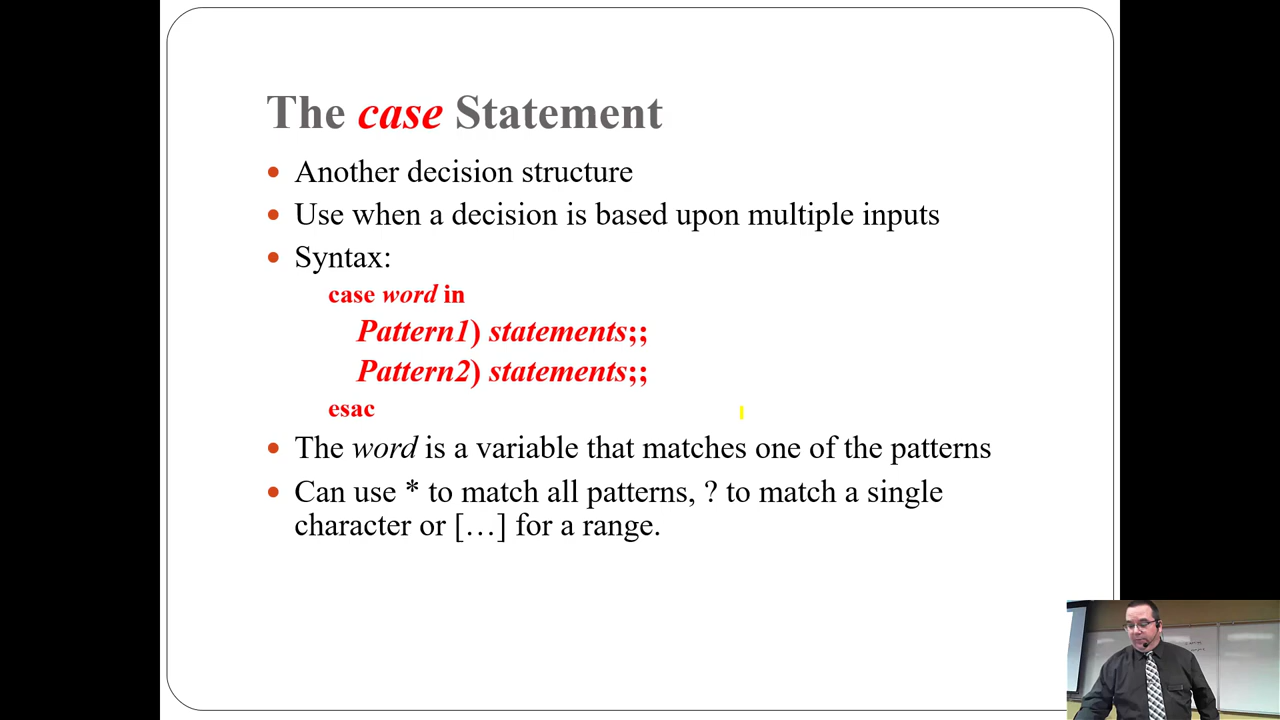 The case Statement
Another decision structure
Use when a decision is based upon multiple inputs
Syntax:
case word in
Pattern1) statements;;
Pattern2) statements;;
esac
The word is a variable that matches one of the patterns
Can use * to match all patterns, ? to match a single
character or […] for a range.